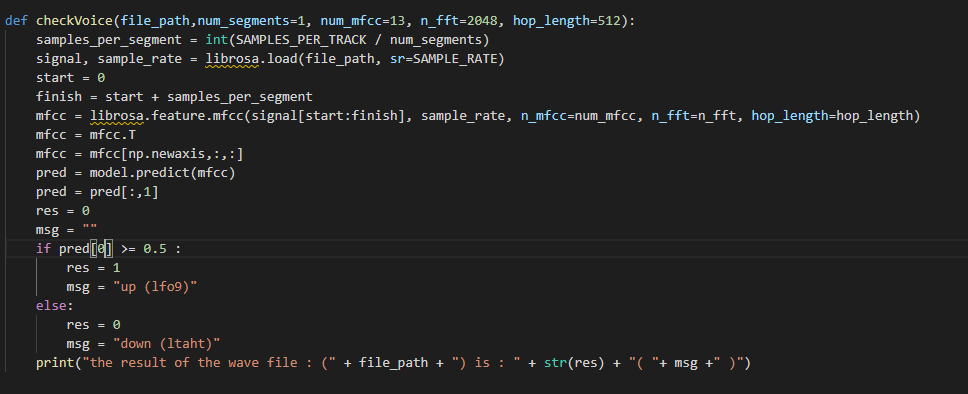 def checkVoice(file_path,num_segments=1, num_mfcc=13, n_fft=2048, hop_length=512):
    samples_per_segment = int(SAMPLES_PER_TRACK / num_segments)
    signal, sample_rate = librosa.load(file_path, sr=SAMPLE_RATE)
    start = 0
    finish = start + samples_per_segment
    mfcc = librosa.feature.mfcc(signal[start:finish], sample_rate, n_mfcc=num_mfcc, n_fft=n_fft, hop_length=hop_length)
    mfcc = mfcc.T
    mfcc = mfcc[np.newaxis,:,:]
    pred = model.predict(mfcc)
    pred = pred[:,1]
    res = 0
    msg = ""
    if pred[0] >= 0.5 :
        res = 1
        msg = "up (lfo9)"
    else:
        res = 0
        msg = "down (ltaht)"
    print("the result of the wave file : (" + file_path + ") is : " + str(res) + "( "+ msg +" )")